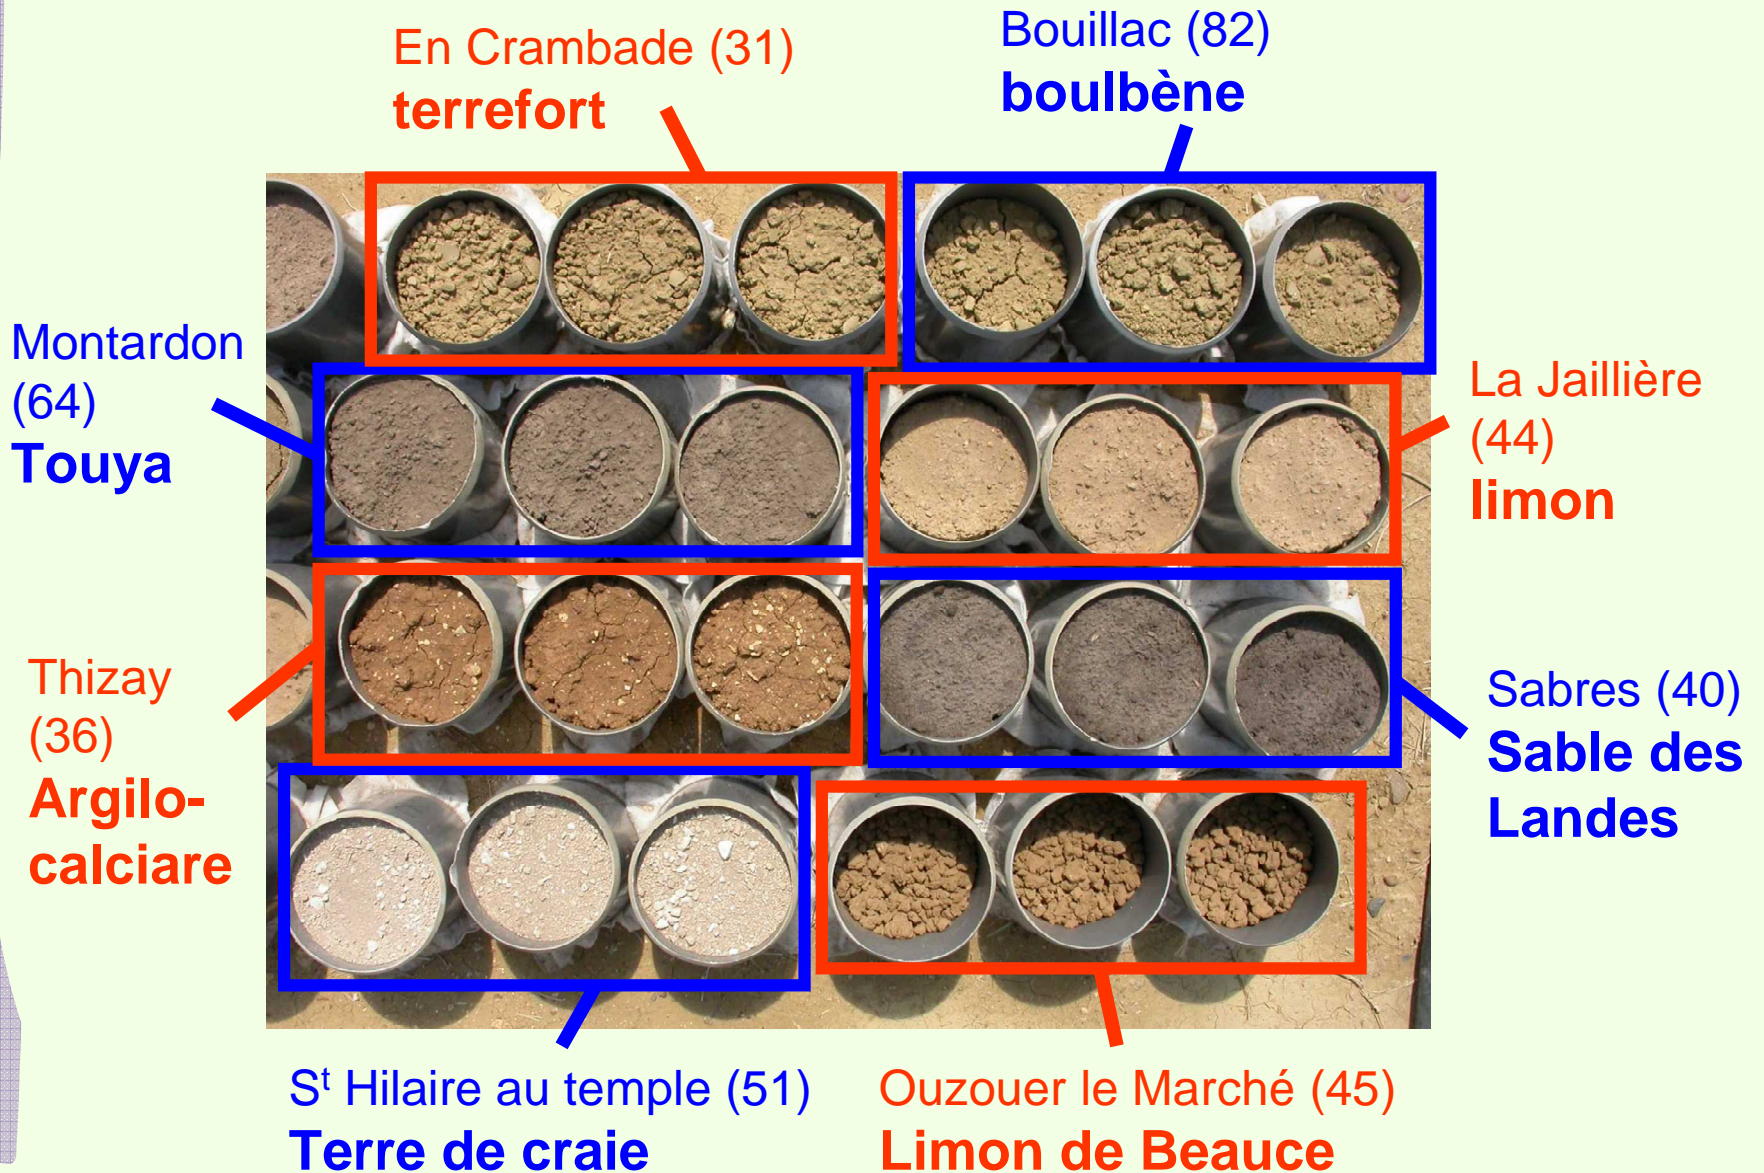 En Crambade (31)
terrefort
Bouillac (82)
boulbène
Montardon
(64)
Touya
La Jaillière
(44)
limon
Thizay
(36)
Argilo-
calciare
Sabres (40)
Sable des
Landes
St Hilaire au temple (51)
Terre de craie
Ouzouer le Marché (45)
Limon de Beauce